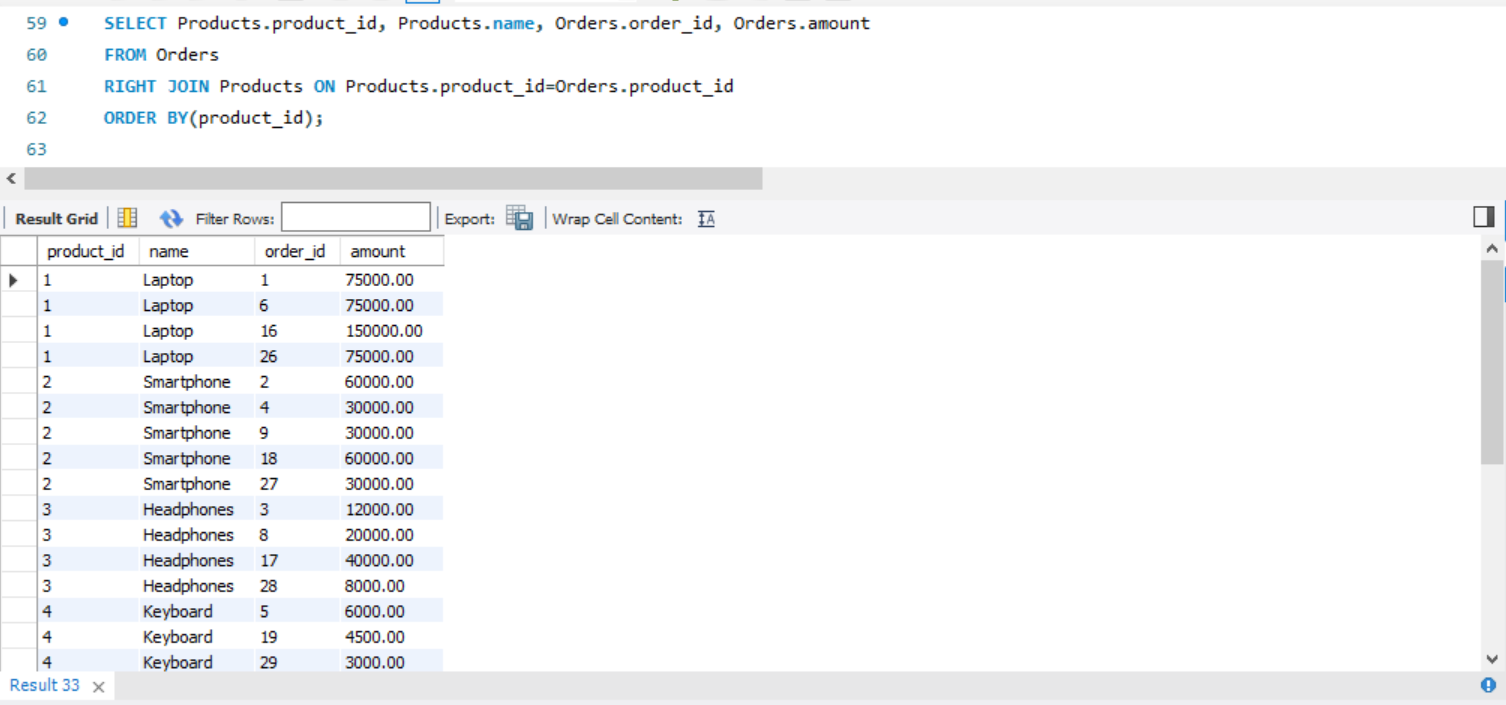 59 SELECT Products.product_id, Products.name, Orders.order_id, Orders.amount
60 FROM Orders
61 RIGHT JOIN Products ON Products.product_id=Orders.product_id
62 ORDER BY(product_id);
63
Result Grid Filter Rows: Export: Wrap Cell Content:
product_id name order_id amount
1 Laptop 1 75000.00
1 Laptop 6 75000.00
1 Laptop 16 150000.00
1 Laptop 26 75000.00
2 Smartphone 2 60000.00
2 Smartphone 4 30000.00
2 Smartphone 9 30000.00
2 Smartphone 18 60000.00
2 Smartphone 27 30000.00
3 Headphones 3 12000.00
3 Headphones 8 20000.00
3 Headphones 17 40000.00
3 Headphones 28 8000.00
4 Keyboard 5 6000.00
4 Keyboard 19 4500.00
4 Keyboard 29 3000.00
Result 33